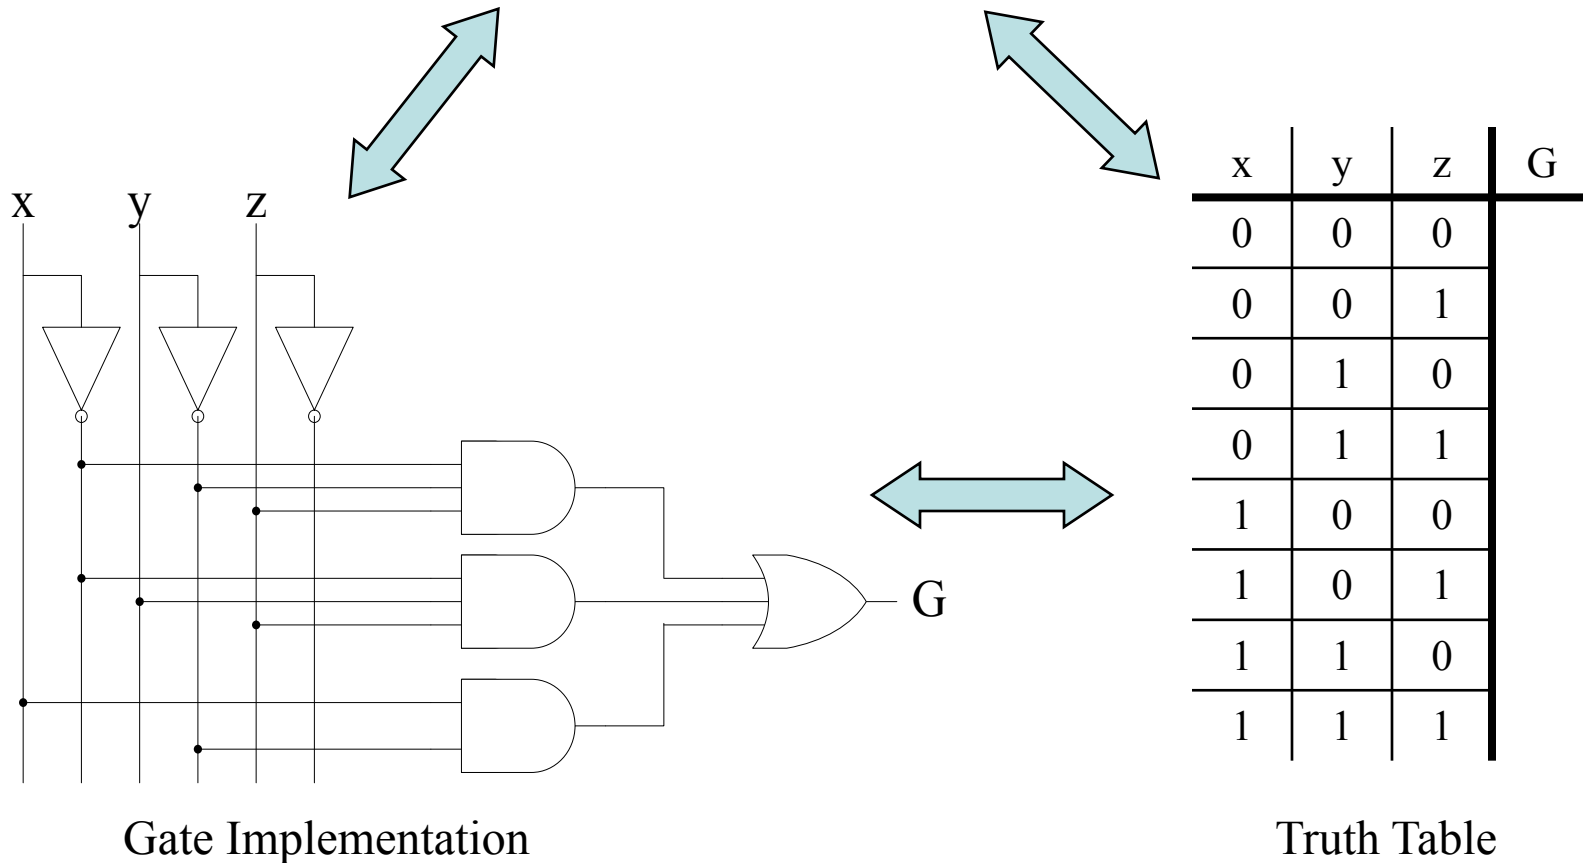 x y z
G
Gate Implementation
x y z G
0 0 0
0 0 1
0 1 0
0 1 1
1 0 0
1 0 1
1 1 0
1 1 1
Truth Table